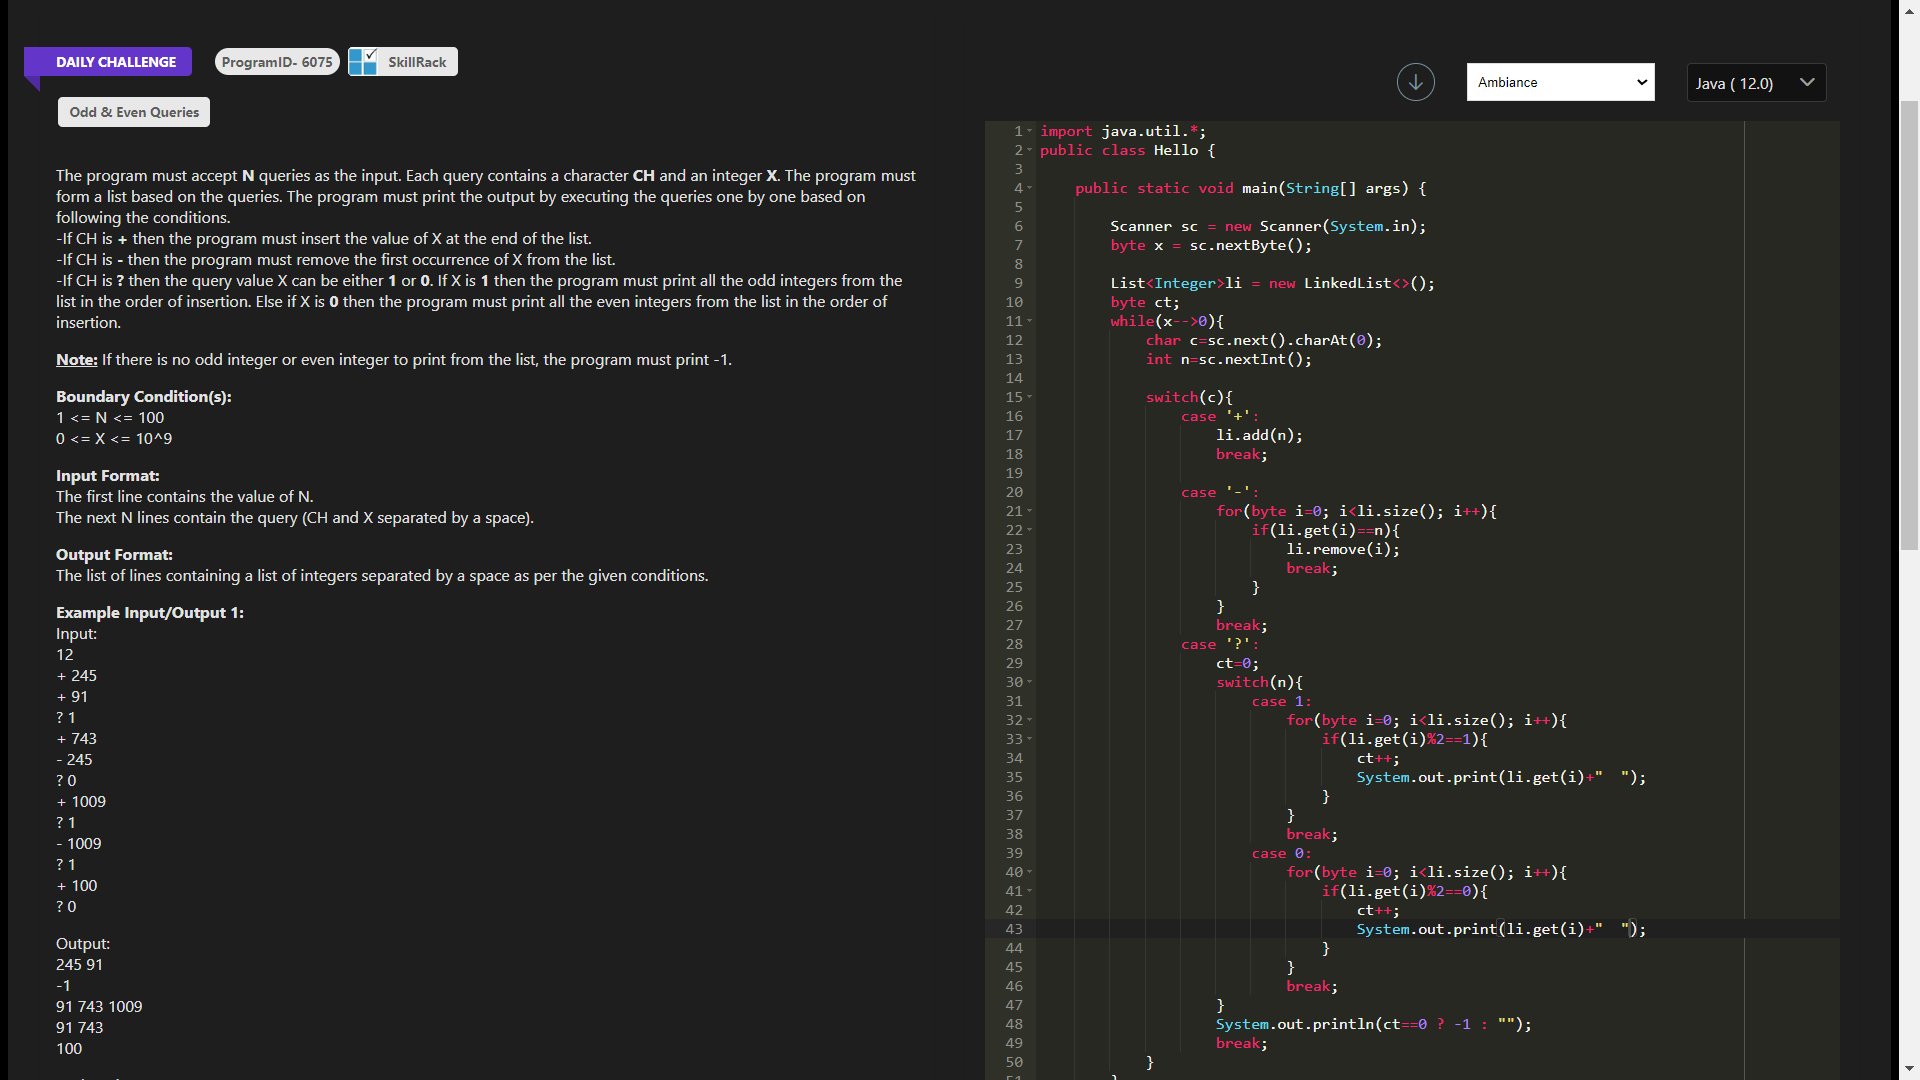 DAILY CHALLENGE
ProgramID- 6075
SkillRack
Odd & Even Queries
The program must accept N queries as the input. Each query contains a character CH and an integer X. The program must
form a list based on the queries. The program must print the output by executing the queries one by one based on
following the conditions.
-If CH is + then the program must insert the value of X at the end of the list.
-If CH is - then the program must remove the first occurrence of X from the list.
-If CH is ? then the query value X can be either 1 or 0. If X is 1 then the program must print all the odd integers from the
list in the order of insertion. Else if X is 0 then the program must print all the even integers from the list in the order of
insertion.
Note: If there is no odd integer or even integer to print from the list, the program must print -1.
Boundary Condition(s):
1 <= N <= 100
0 <= X <= 10^9
Input Format:
The first line contains the value of N.
The next N lines contain the query (CH and X separated by a space).
Output Format:
The list of lines containing a list of integers separated by a space as per the given conditions.
Example Input/Output 1:
Input:
12
+ 245
+ 91
? 1
+ 743
- 245
? 0
+ 1009
? 1
- 1009
? 1
+ 100
? 0
Output:
245 91
-1
91 743 1009
91 743
100
Ambiance
Java ( 12.0)
1 import java.util.*;
2 public class Hello {
3
4     public static void main(String[] args) {
5
6         Scanner sc = new Scanner(System.in);
7         byte x = sc.nextByte();
8
9         List<Integer>li = new LinkedList<>();
10         byte ct;
11         while(x-->0){
12             char c=sc.next().charAt(0);
13             int n=sc.nextInt();
14
15             switch(c){
16                 case '+':
17                     li.add(n);
18                     break;
19
20                 case '-':
21                     for(byte i=0; i<li.size(); i++){
22                         if(li.get(i)==n){
23                             li.remove(i);
24                             break;
25                         }
26                     }
27                     break;
28                 case '?':
29                     ct=0;
30                     switch(n){
31                         case 1:
32                             for(byte i=0; i<li.size(); i++){
33                                 if(li.get(i)%2==1){
34                                     ct++;
35                                     System.out.print(li.get(i)+"  ");
36                                 }
37                             }
38                             break;
39                         case 0:
40                             for(byte i=0; i<li.size(); i++){
41                                 if(li.get(i)%2==0){
42                                     ct++;
43                                     System.out.print(li.get(i)+"  ");
44                                 }
45                             }
46                             break;
47                     }
48                     System.out.println(ct==0 ? -1 : "");
49                     break;
50             }